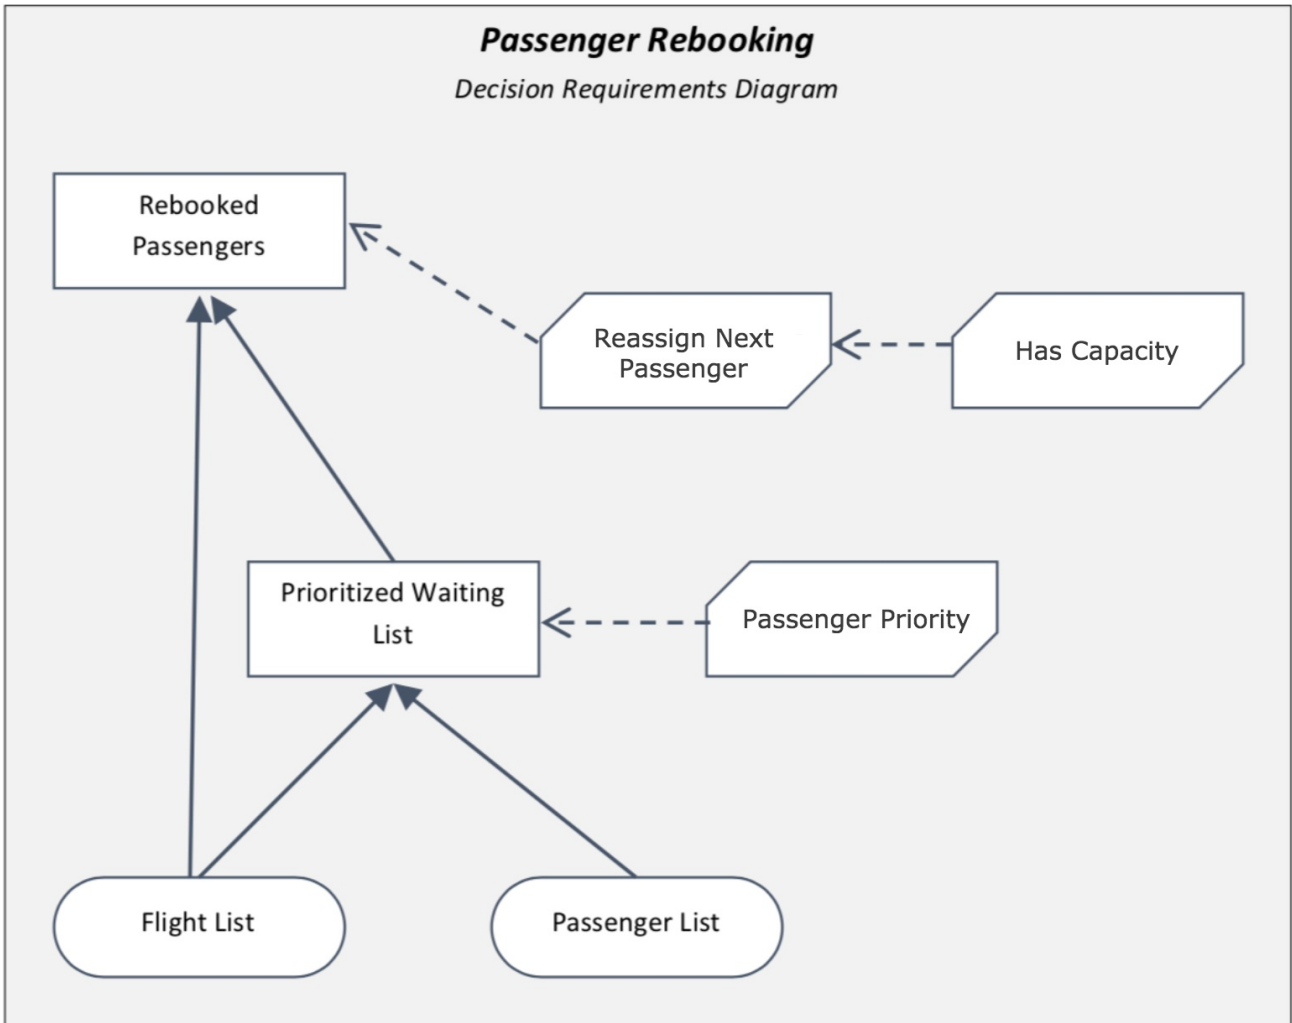 Passenger Rebooking
Decision Requirements Diagram
Rebooked
Passengers
Reassign Next
Passenger
Has Capacity
Prioritized Waiting
List
Passenger Priority
Flight List
Passenger List